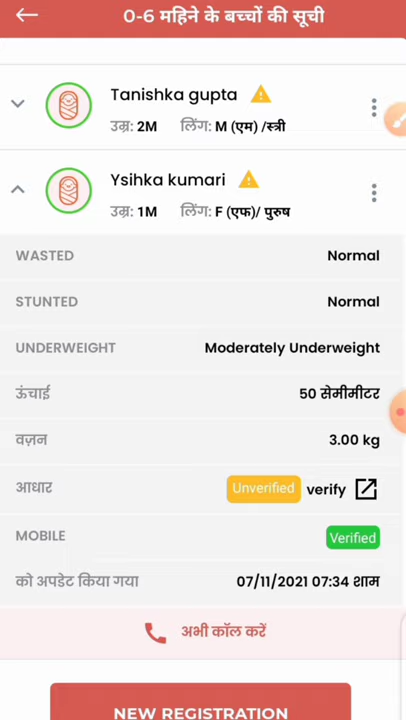 0-6 महिने के बच्चों की सूची
Tanishka gupta
उम्र: 2M लिंग: M (एम) /स्त्री
Ysihka kumari
उम्र: 1M लिंग: F (एफ)/ पुरुष
WASTED Normal
STUNTED Normal
UNDERWEIGHT Moderately Underweight
ऊंचाई 50 सेमीमीटर
वज़न 3.00 kg
आधार Unverified verify
MOBILE Verified
को अपडेट किया गया 07/11/2021 07:34 शाम
अभी कॉल करें
NEW REGISTRATION